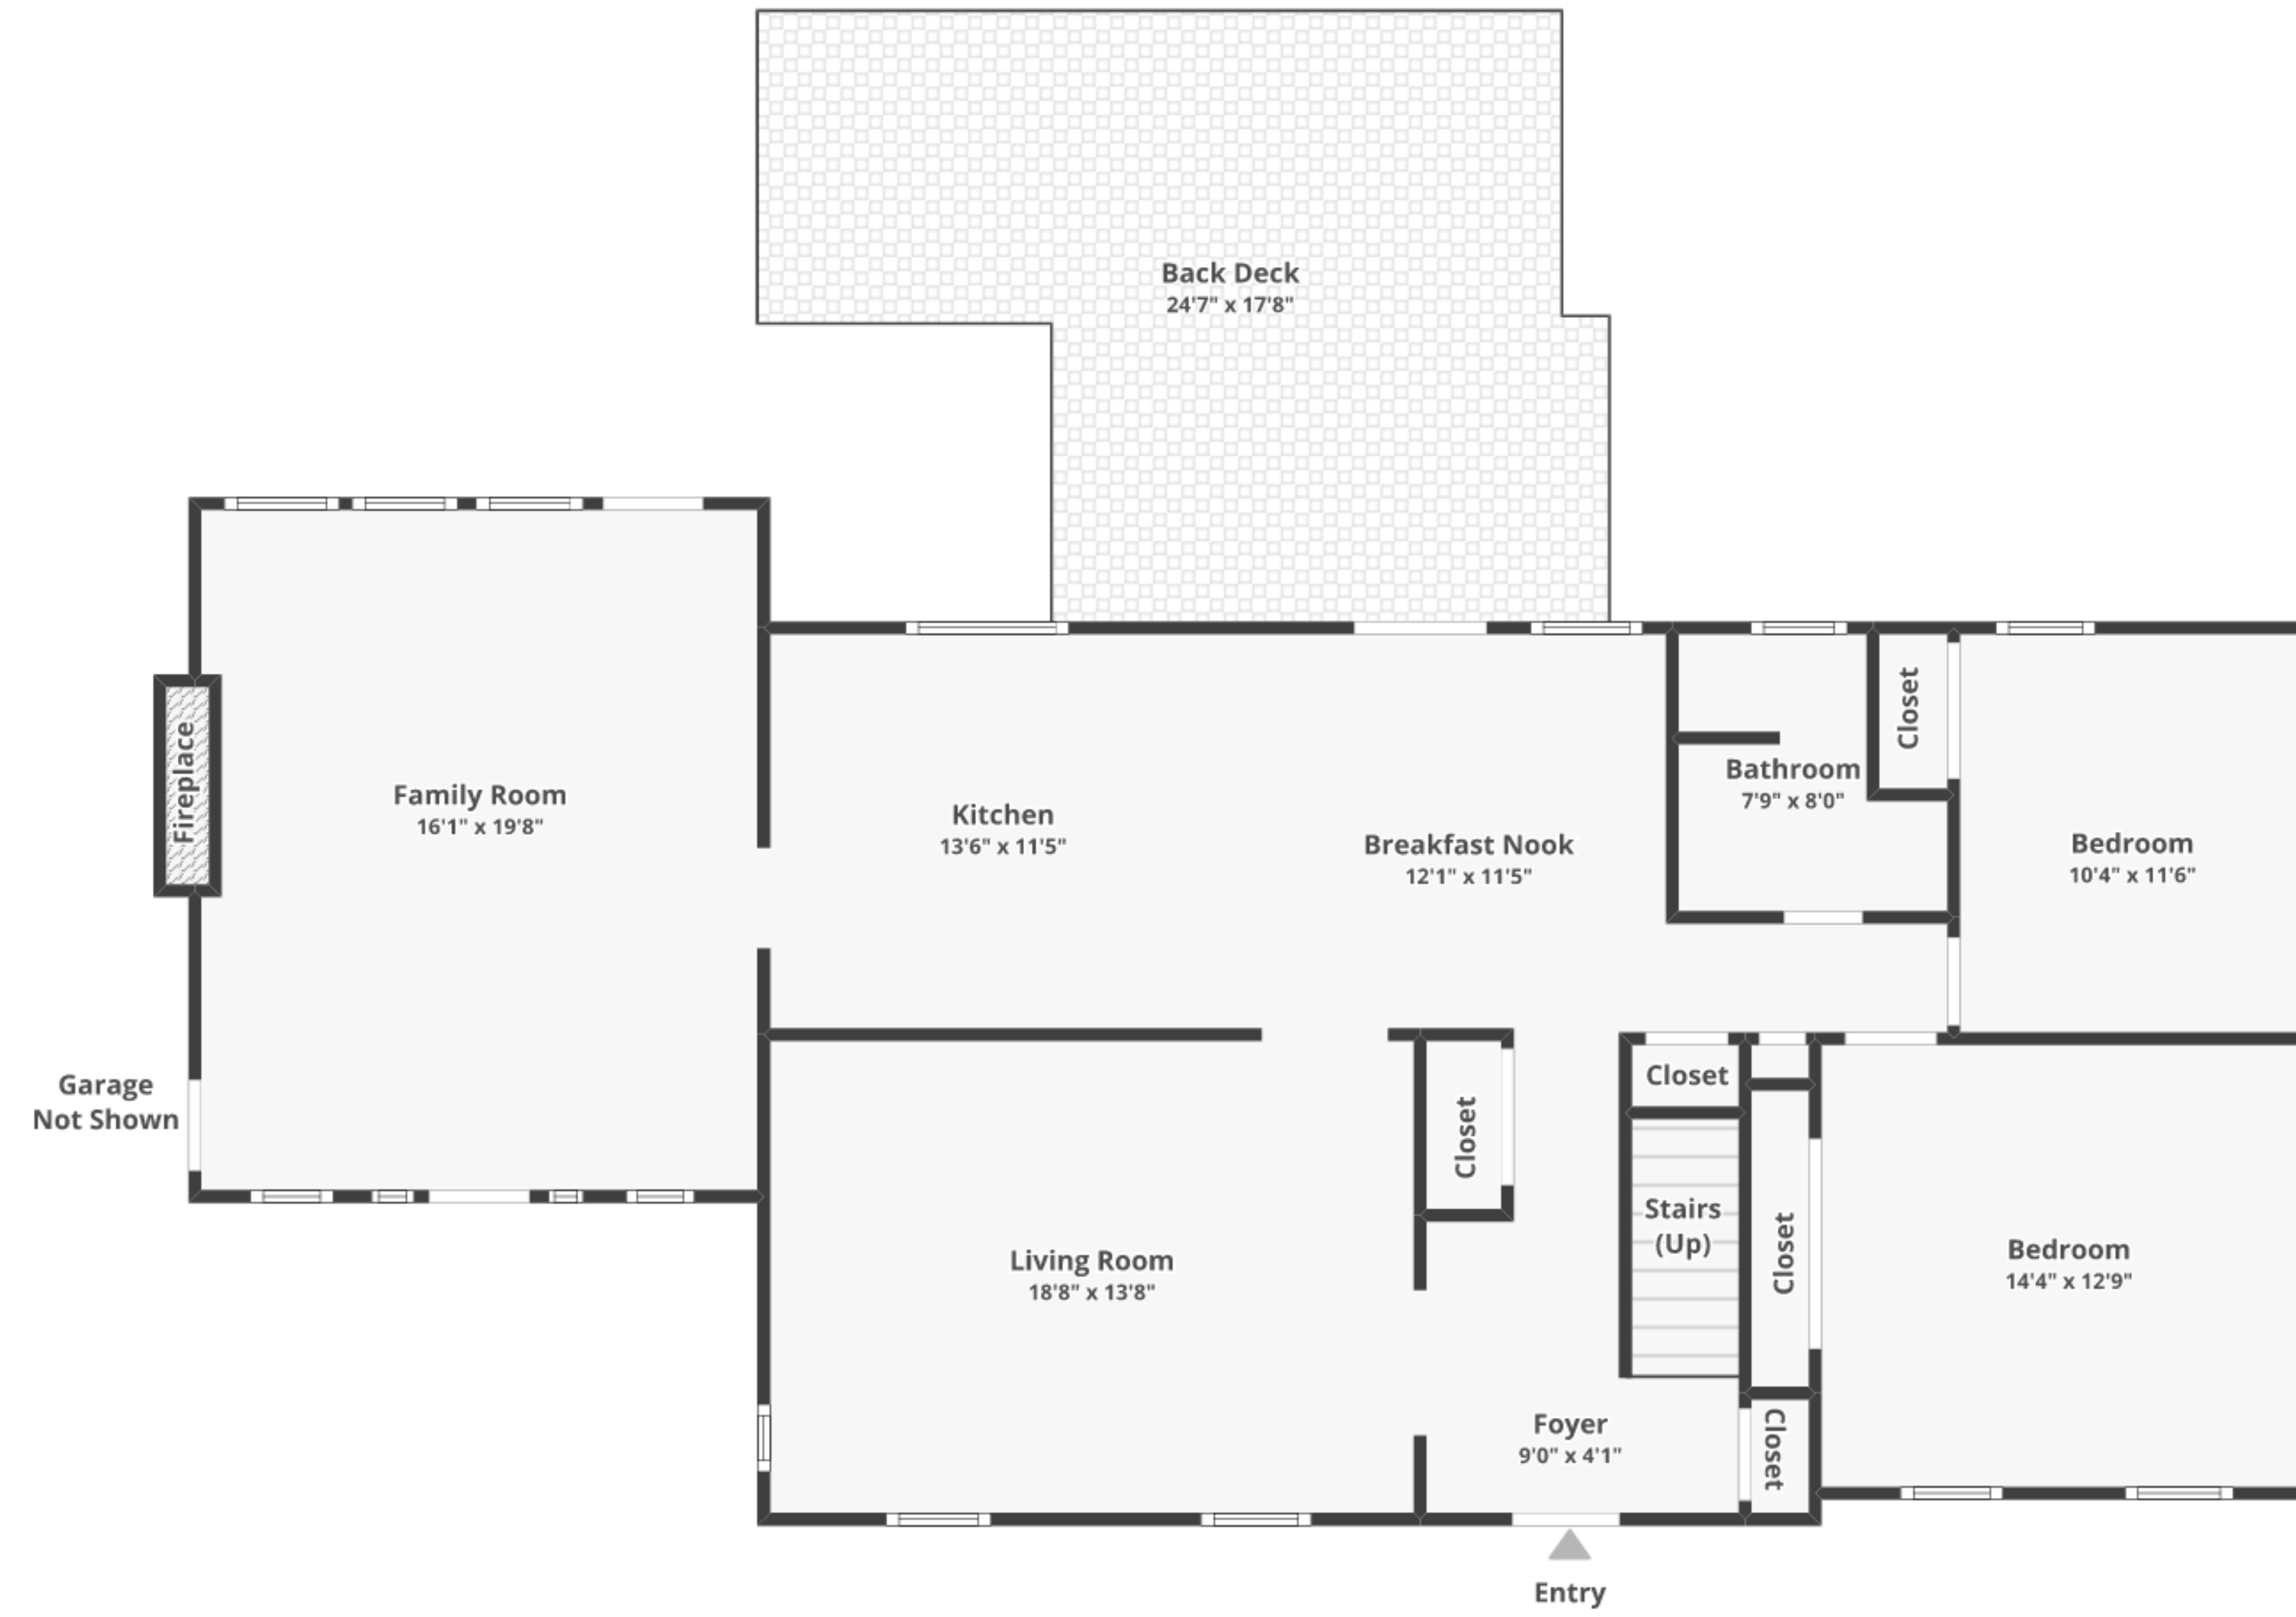 Back Deck
24'7" x 17'8"
Closet
Bathroom
7'9" x 8'0"
Fireplace
Family Room
16'1" x 19'8"
Kitchen
13'6" x 11'5"
Breakfast Nook
12'1" x 11'5"
Bedroom
10'4" x 11'6"
Garage
Not Shown
Closet
Closet
Stairs
(Up)
Closet
Living Room
18'8" x 13'8"
Bedroom
14'4" x 12'9"
Foyer
9'0" x 4'1"
Closet
Entry